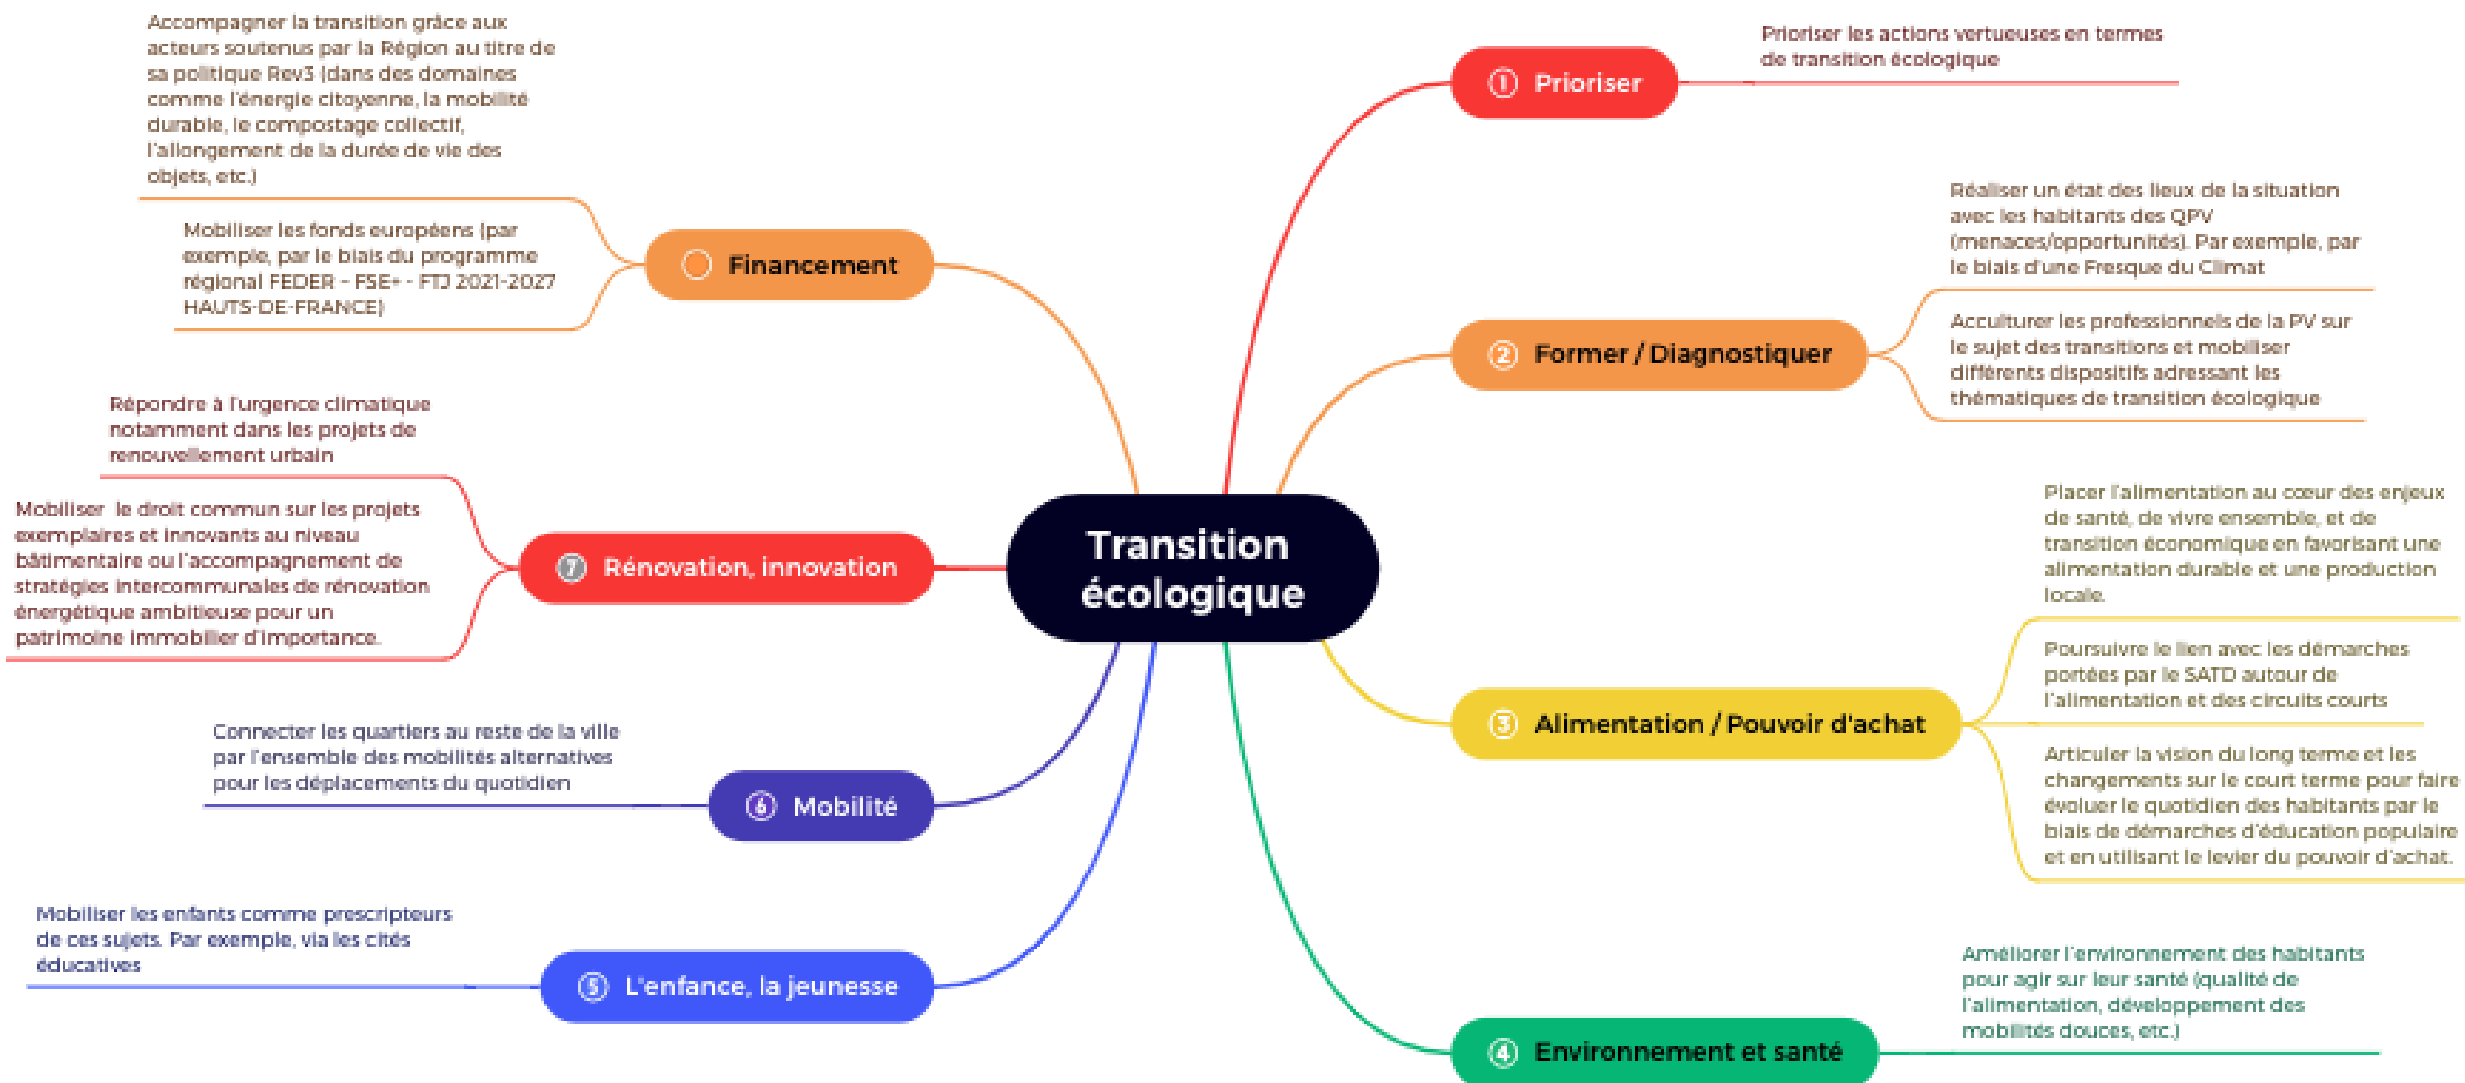 Transition
écologique
① Prioriser
Prioriser les actions vertueuses en termes
de transition écologique
② Former / Diagnostiquer
Réaliser un état des lieux de la situation
avec les habitants des QPV
(menaces/opportunités). Par exemple, par
le biais d'une Fresque du Climat
Acculturer les professionnels de la PV sur
le sujet des transitions et mobiliser
différents dispositifs adressant les
thématiques de transition écologique
③ Alimentation / Pouvoir d'achat
Placer l'alimentation au cœur des enjeux
de santé, de vivre ensemble, et de
transition économique en favorisant une
alimentation durable et une production
locale.
Poursuivre le lien avec les démarches
portées par le SATD autour de
l'alimentation et des circuits courts
Articuler la vision du long terme et les
changements sur le court terme pour faire
évoluer le quotidien des habitants par le
biais de démarches d'éducation populaire
et en utilisant le levier du pouvoir d'achat.
④ Environnement et santé
Améliorer l'environnement des habitants
pour agir sur leur santé (qualité de
l'alimentation, développement des
mobilités douces, etc.)
⑤ L'enfance, la jeunesse
Mobiliser les enfants comme prescripteurs
de ces sujets. Par exemple, via les cités
éducatives
⑥ Mobilité
Connecter les quartiers au reste de la ville
par l'ensemble des mobilités alternatives
pour les déplacements du quotidien
⑦ Rénovation, innovation
Répondre à l'urgence climatique
notamment dans les projets de
renouvellement urbain
Mobiliser le droit commun sur les projets
exemplaires et innovants au niveau
bâtimentaire ou l'accompagnement de
stratégies intercommunales de rénovation
énergétique ambitieuse pour un
patrimoine immobilier d'importance.
Financement
Accompagner la transition grâce aux
acteurs soutenus par la Région au titre de
sa politique Rev3 (dans des domaines
comme l'énergie citoyenne, la mobilité
durable, le compostage collectif,
l'allongement de la durée de vie des
objets, etc.)
Mobiliser les fonds européens (par
exemple, par le biais du programme
régional FEDER – FSE+ - FTJ 2021-2027
HAUTS-DE-FRANCE)